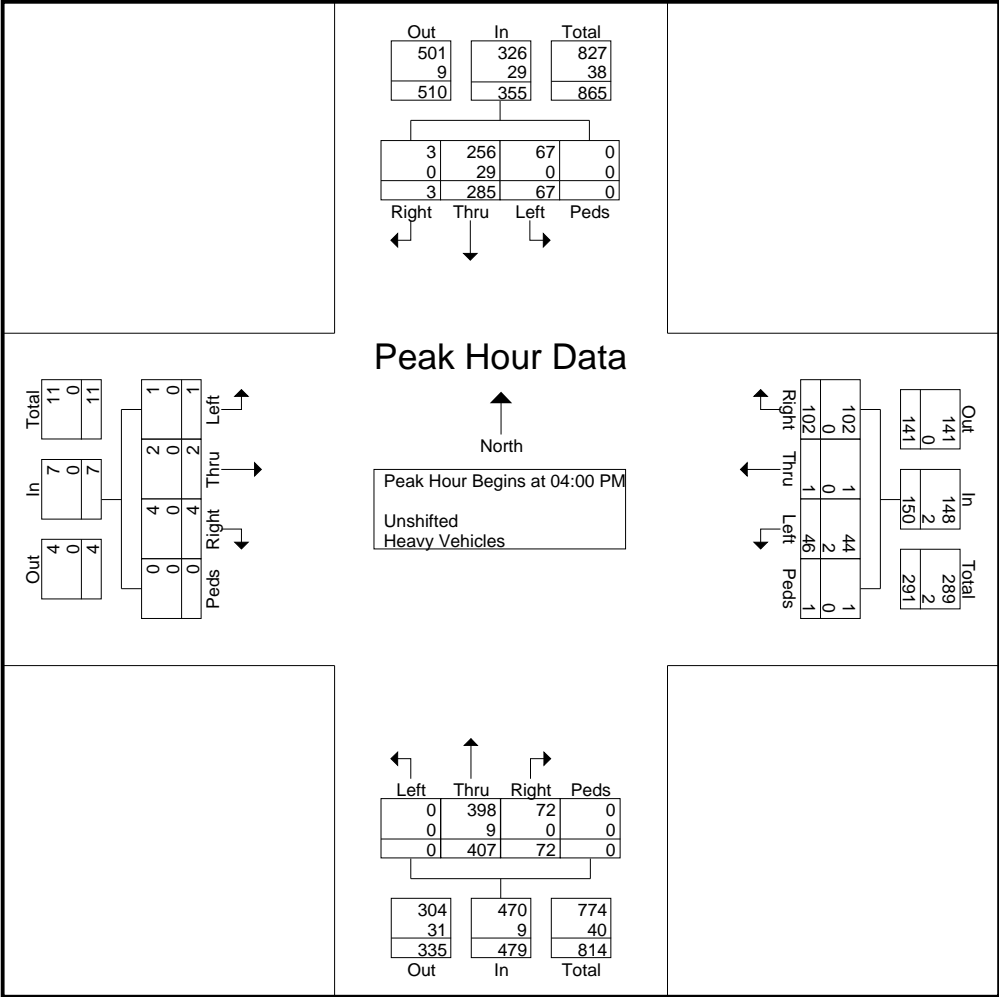 Out In Total
501 326 827
9 29 38
510 355 865
3 256 67 0
0 29 0 0
3 285 67 0
Right Thru Left Peds
Peak Hour Data
North
Peak Hour Begins at 04:00 PM
Unshifted
Heavy Vehicles
Left Thru Right Peds
1 2 4 0
0 0 0 0
1 2 4 0
Out In Total
4 7 11
0 0 0
4 7 11
Out In Total
141 148 289
0 2 2
141 150 291
102 1 44 1
0 0 2 0
102 1 46 1
Right Thru Left Peds
Left Thru Right Peds
0 398 72 0
0 9 0 0
0 407 72 0
304 470 774
31 9 40
335 479 814
Out In Total